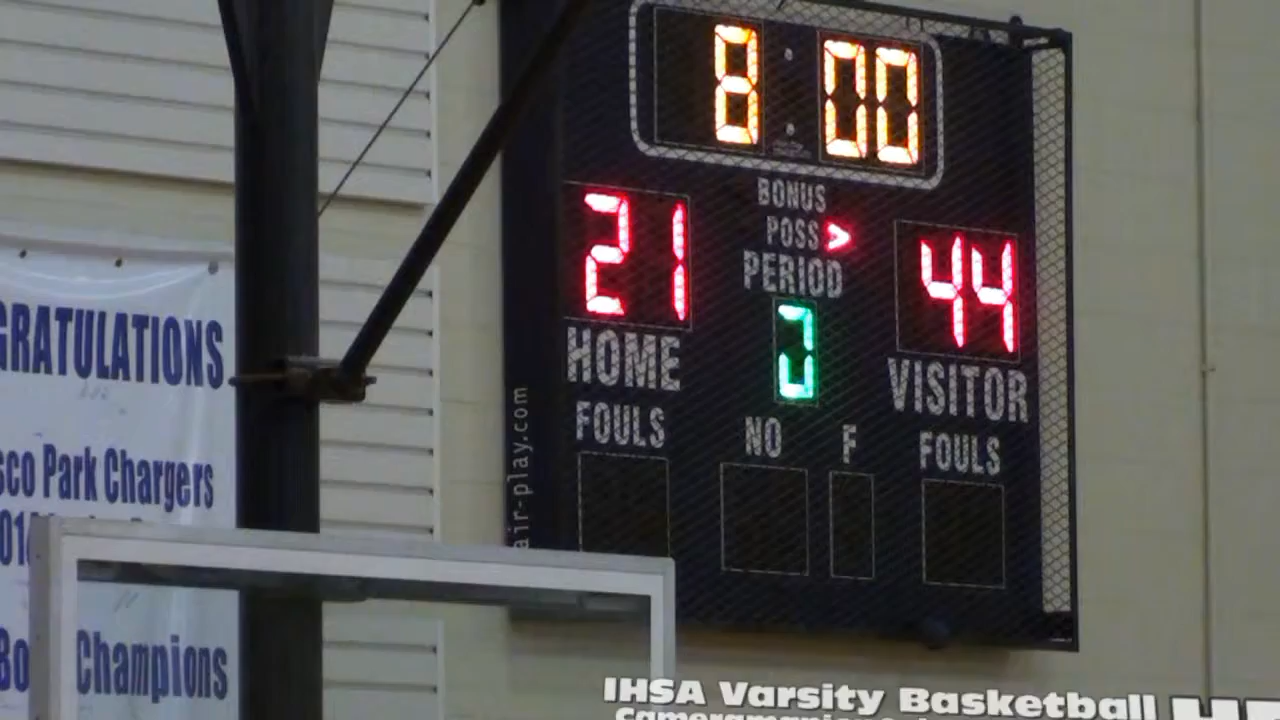 8:00
BONUS
POSS >
PERIOD
21
2
44
HOME
VISITOR
FOULS
NO
F
FOULS
air-play.com
GRATULATIONS
sco Park Chargers
Champions
IHSA Varsity Basketball